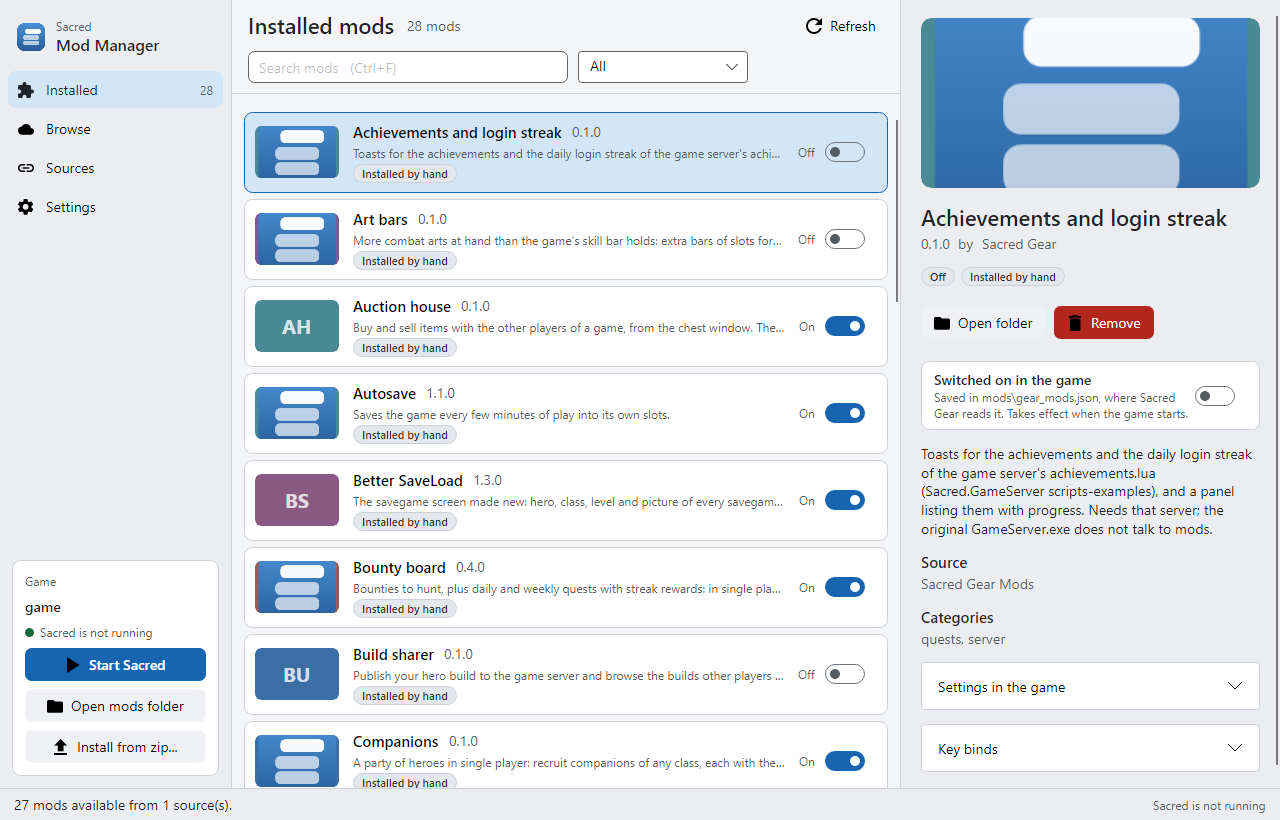 Sacred
Mod Manager
Installed 28
Browse
Sources
Settings
Game
game
Sacred is not running
Start Sacred
Open mods folder
Install from zip...
Installed mods 28 mods
Refresh
Search mods (Ctrl+F)
All
Achievements and login streak 0.1.0
Toasts for the achievements and the daily login streak of the game server's achi...
Installed by hand
Off
Art bars 0.1.0
More combat arts at hand than the game's skill bar holds: extra bars of slots for...
Installed by hand
Off
AH
Auction house 0.1.0
Buy and sell items with the other players of a game, from the chest window. The...
Installed by hand
On
Autosave 1.1.0
Saves the game every few minutes of play into its own slots.
Installed by hand
On
BS
Better SaveLoad 1.3.0
The savegame screen made new: hero, class, level and picture of every savegam...
Installed by hand
On
Bounty board 0.4.0
Bounties to hunt, plus daily and weekly quests with streak rewards: in single pla...
Installed by hand
On
BU
Build sharer 0.1.0
Publish your hero build to the game server and browse the builds other players ...
Installed by hand
Off
Companions 0.1.0
A party of heroes in single player: recruit companions of any class, each with the...
Installed by hand
On
Achievements and login streak
0.1.0 by Sacred Gear
Off Installed by hand
Open folder
Remove
Switched on in the game
Saved in mods\gear_mods.json, where Sacred
Gear reads it. Takes effect when the game starts.
Toasts for the achievements and the daily login streak
of the game server's achievements.lua
(Sacred.GameServer scripts-examples), and a panel
listing them with progress. Needs that server; the
original GameServer.exe does not talk to mods.
Source
Sacred Gear Mods
Categories
quests, server
Settings in the game
Key binds
27 mods available from 1 source(s).
Sacred is not running